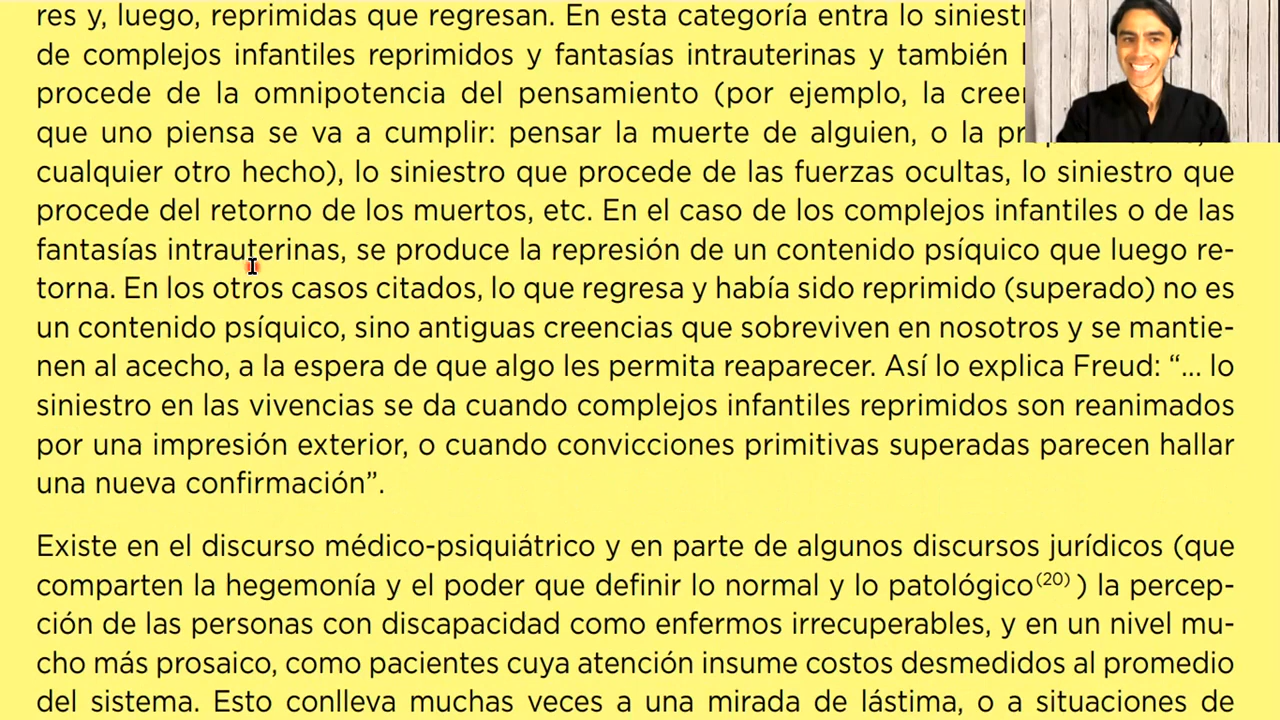 res y, luego, reprimidas que regresan. En esta categoría entra lo
de complejos infantiles reprimidos y fantasías intrauterinas y también
procede de la omnipotencia del pensamiento (por ejemplo, la
que uno piensa se va a cumplir: pensar la muerte de alguien, o la
cualquier otro hecho), lo siniestro que procede de las fuerzas ocultas, lo siniestro que
procede del retorno de los muertos, etc. En el caso de los complejos infantiles o de las
fantasías intrauterinas, se produce la represión de un contenido psíquico que luego re-
torna. En los otros casos citados, lo que regresa y había sido reprimido (superado) no es
un contenido psíquico, sino antiguas creencias que sobreviven en nosotros y se mantie-
nen al acecho, a la espera de que algo les permita reaparecer. Así lo explica Freud: “... lo
siniestro en las vivencias se da cuando complejos infantiles reprimidos son reanimados
por una impresión exterior, o cuando convicciones primitivas superadas parecen hallar
una nueva confirmación”.
Existe en el discurso médico-psiquiátrico y en parte de algunos discursos jurídicos (que
comparten la hegemonía y el poder que definir lo normal y lo patológico(20) ) la percep-
ción de las personas con discapacidad como enfermos irrecuperables, y en un nivel mu-
cho más prosaico, como pacientes cuya atención insume costos desmedidos al promedio
del sistema. Esto conlleva muchas veces a una mirada de lástima, o a situaciones de